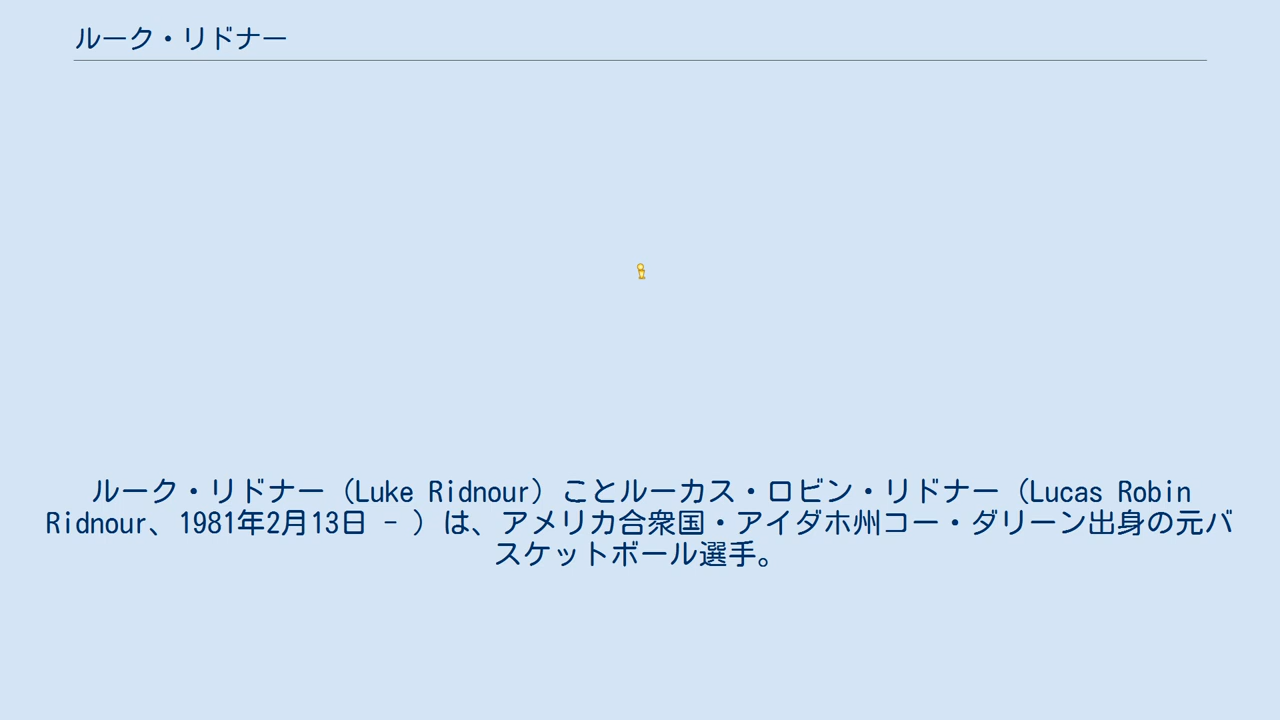 ルーク・リドナー
ルーク・リドナー（Luke Ridnour）ことルーカス・ロビン・リドナー（Lucas Robin
Ridnour、1981年2月13日 - ）は、アメリカ合衆国・アイダホ州コー・ダリーン出身の元バ
スケットボール選手。